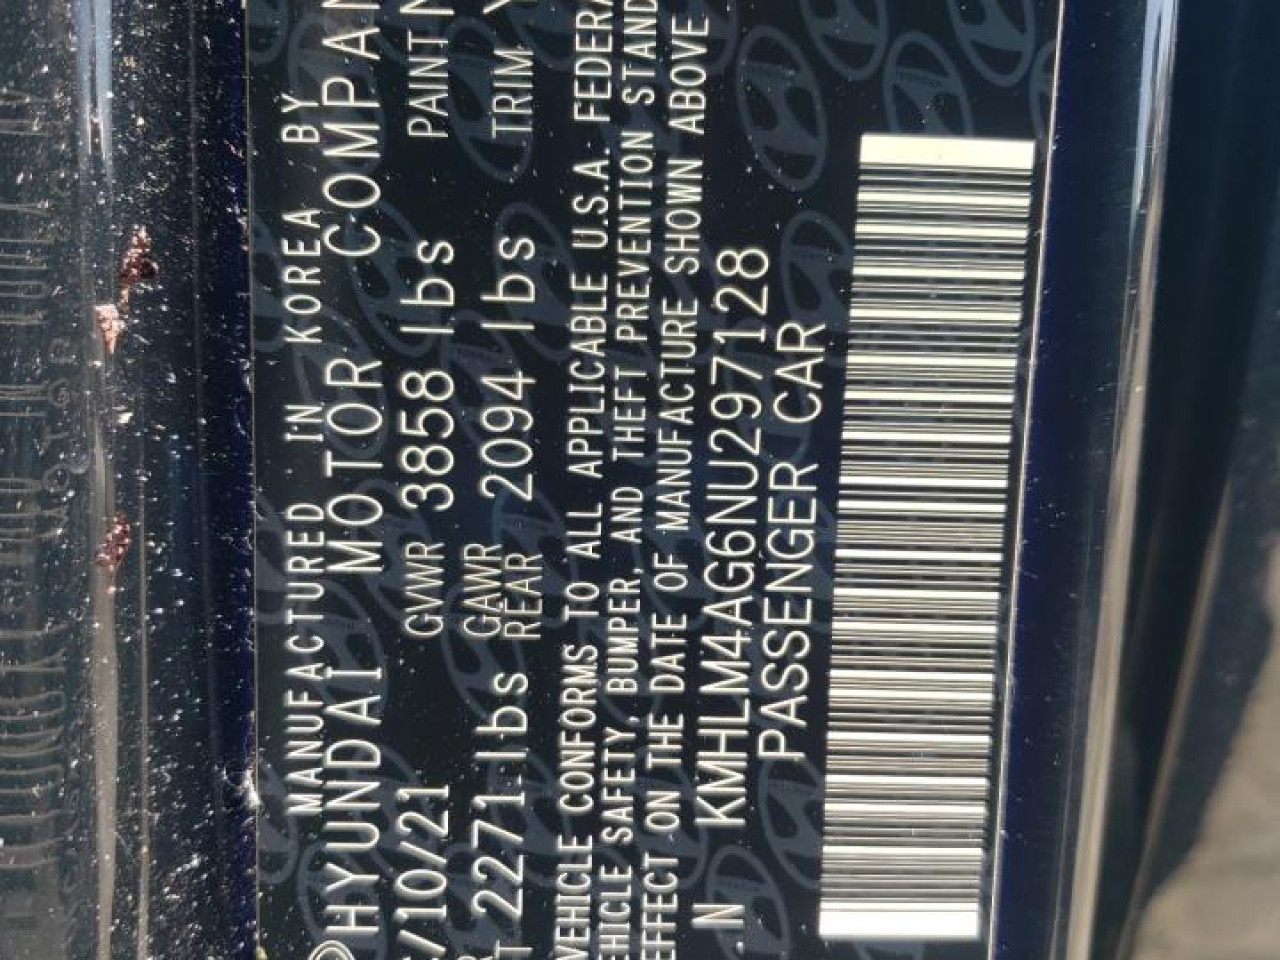 MANUFACTURED IN KOREA BY
HYUNDAI MOTOR COMPAN
/10/21 GVWR 3858 lbs PAINT N
2271 lbs GAWR REAR 2094 lbs TRIM Y
VEHICLE CONFORMS TO ALL APPLICABLE U.S.A. FEDERA
EHICLE SAFETY, BUMPER, AND THEFT PREVENTION STAND
EFFECT ON THE DATE OF MANUFACTURE SHOWN ABOVE
N KMHLM4AG6NU297128
PASSENGER CAR